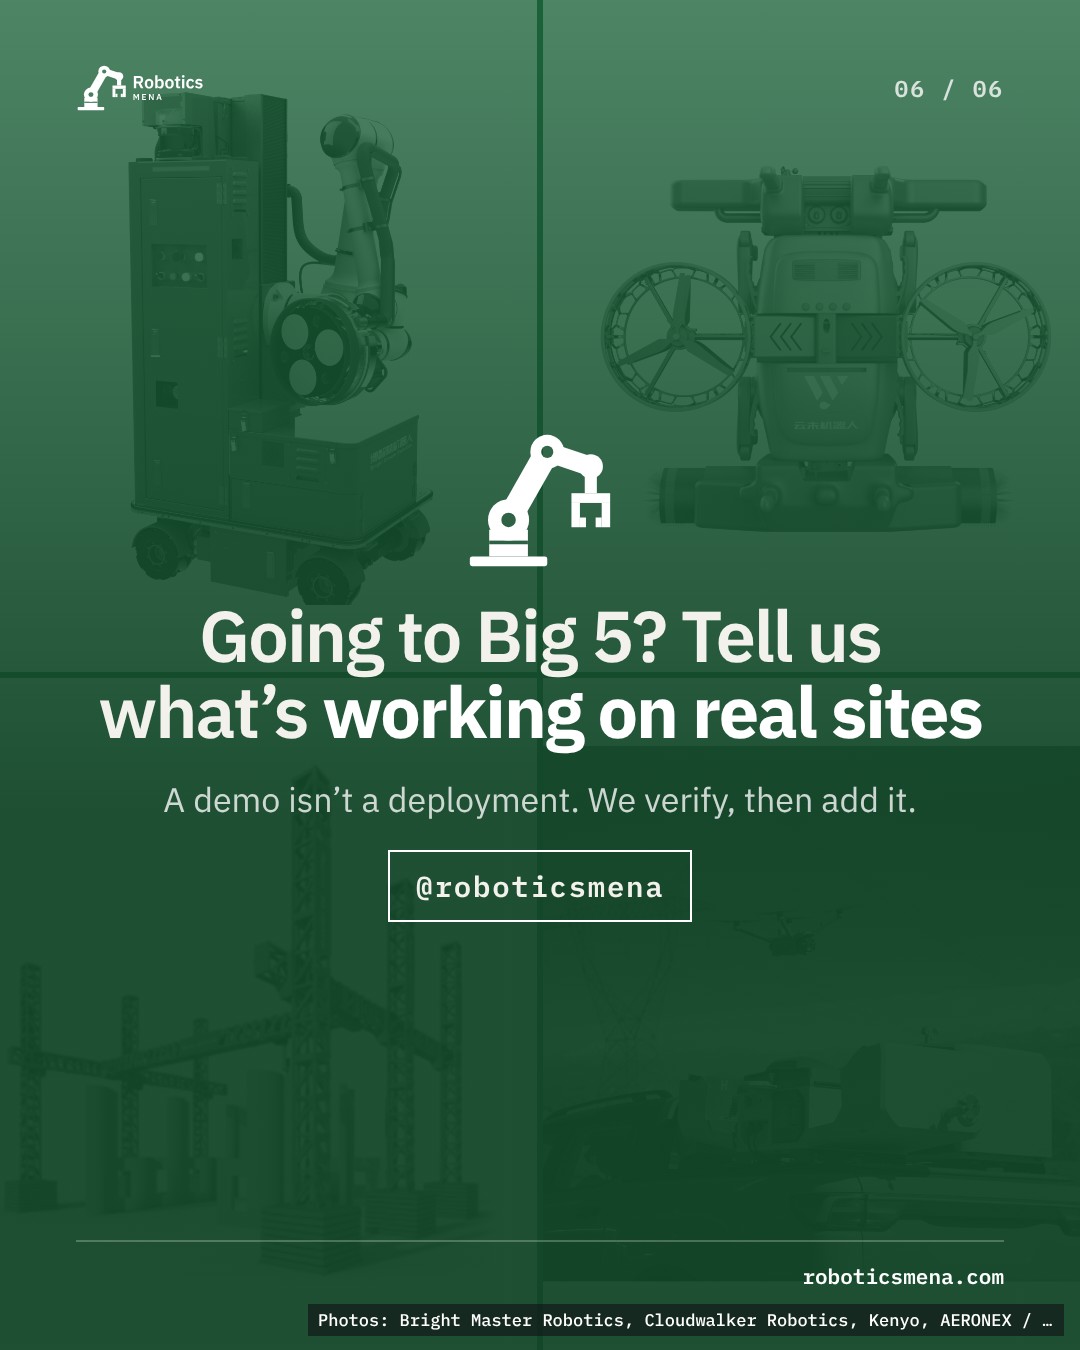 Robotics
MENA
06 / 06
Going to Big 5? Tell us
what’s working on real sites
A demo isn’t a deployment. We verify, then add it.
@roboticsmena
roboticsmena.com
Photos: Bright Master Robotics, Cloudwalker Robotics, Kenyo, AERONEX / …